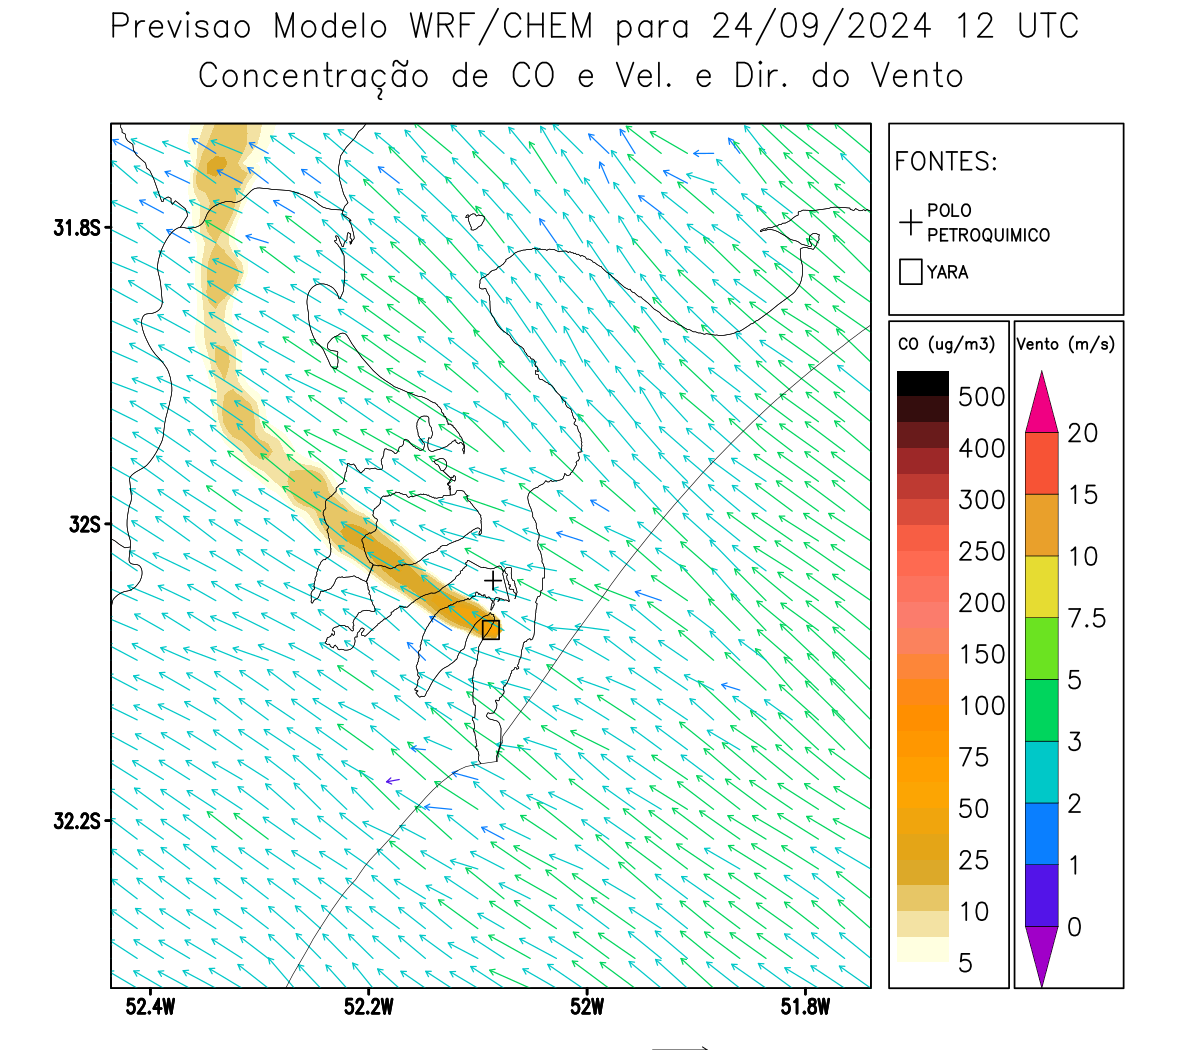 Previsao Modelo WRF/CHEM para 24/09/2024 12 UTC
Concentração de CO e Vel. e Dir. do Vento
FONTES:
POLO
PETROQUIMICO
YARA
CO (ug/m3)
500
400
300
250
200
150
100
75
50
25
10
5
Vento (m/s)
20
15
10
7.5
5
3
2
1
0
31.8S
32S
32.2S
52.4W
52.2W
52W
51.8W